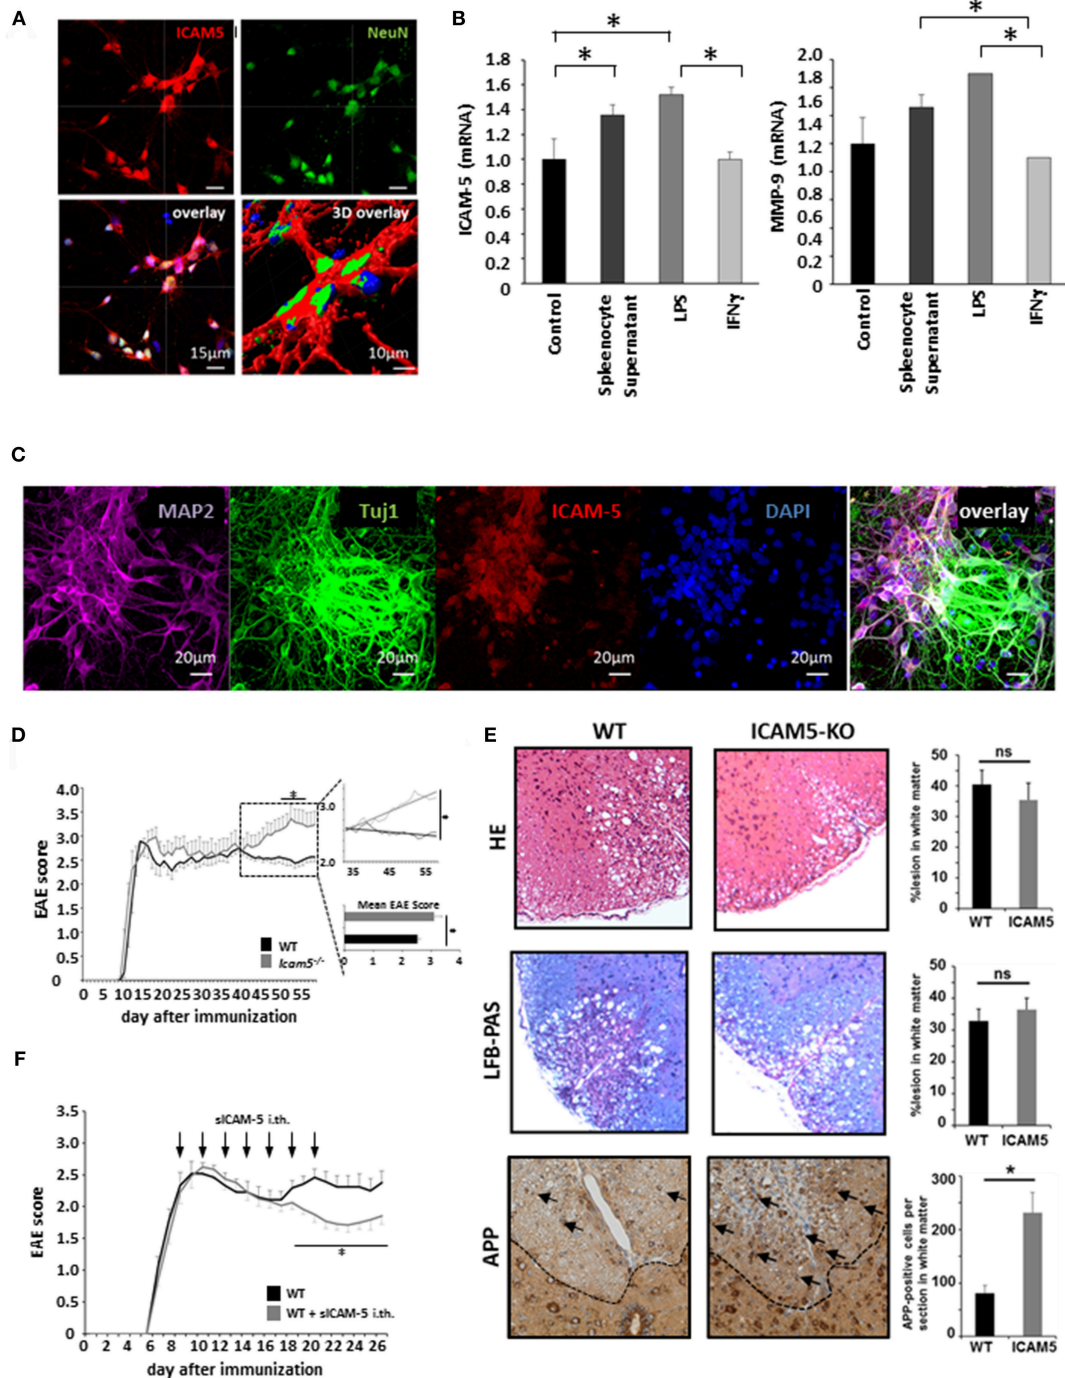 A
ICAM5
NeuN
overlay
3D overlay
15µm
10µm
B
*
*
*
1.8
1.6
1.4
1.2
1.0
0.8
0.6
0.4
0.2
0
ICAM-5 (mRNA)
Control
Spleenocyte
Supernatant
LPS
IFNγ
*
*
2.0
1.8
1.6
1.4
1.2
1.0
0.8
0.6
0.4
0.2
0
MMP-9 (mRNA)
Control
Spleenocyte
Supernatant
LPS
IFNγ
C
MAP2
Tuj1
ICAM-5
DAPI
overlay
20µm
20µm
20µm
20µm
D
4.0
3.5
3.0
2.5
2.0
1.5
1.0
0.5
0
EAE score
*
WT
Icam5-/-
0 5 10 15 20 25 30 35 40 45 50 55
day after immunization
3.0
2.0
35 45 55
*
Mean EAE Score
*
0 1 2 3 4
E
WT
ICAM5-KO
HE
50
40
30
20
10
0
%lesion in white matter
ns
WT ICAM5
LFB-PAS
50
40
30
20
10
0
%lesion in white matter
ns
WT ICAM5
APP
300
200
100
0
APP-positive cells per
section in white matter
*
WT ICAM5
F
3.5
3.0
2.5
2.0
1.5
1.0
0.5
0
EAE score
sICAM-5 i.th.
*
WT
WT + sICAM-5 i.th.
0 2 4 6 8 10 12 14 16 18 20 22 24 26
day after immunization